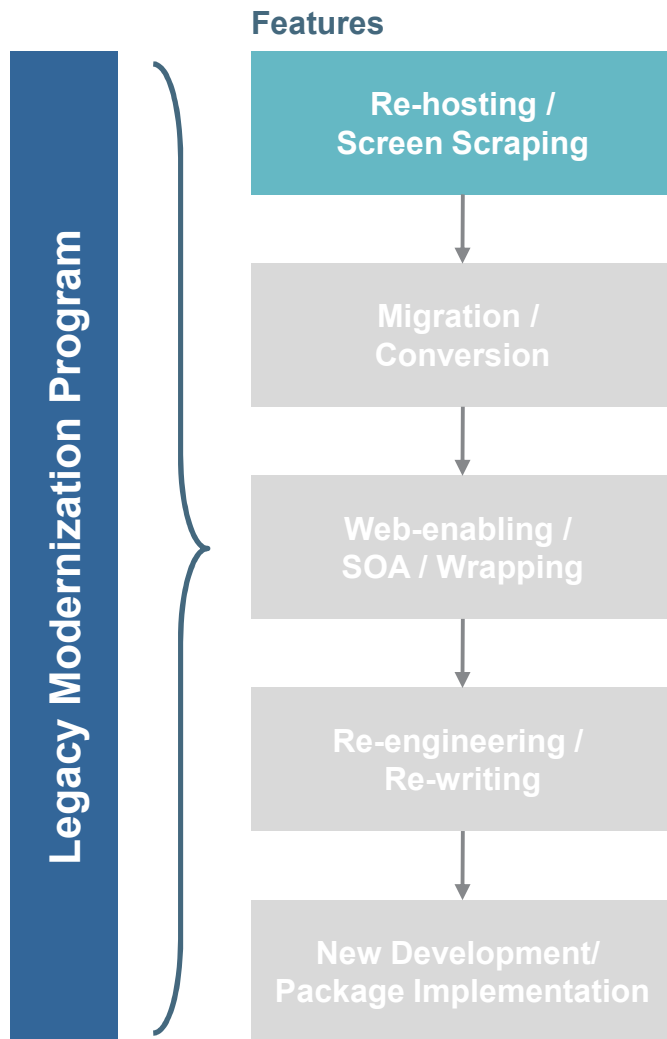 Features
Legacy Modernization Program
Re-hosting /
Screen Scraping
Migration /
Conversion
Web-enabling /
SOA / Wrapping
Re-engineering /
Re-writing
New Development/
Package Implementation